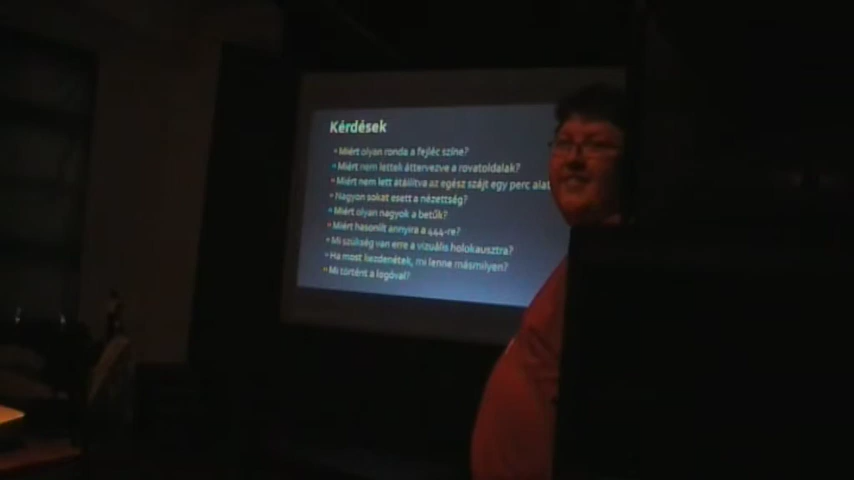 Kérdések
• Miért olyan ronda a fejléc színe?
• Miért nem lettek áttervezve a rovatoldalak?
• Miért nem lett átállítva az egész szájt egy perc alat
• Nagyon sokat esett a nézettség?
• Miért olyan nagyok a betűk?
• Miért hasonlít annyira a 444-re?
• Mi szükség van erre a vizuális holokausztra?
• Ha most kezdenétek, mi lenne másmilyen?
• Mi történt a logóval?